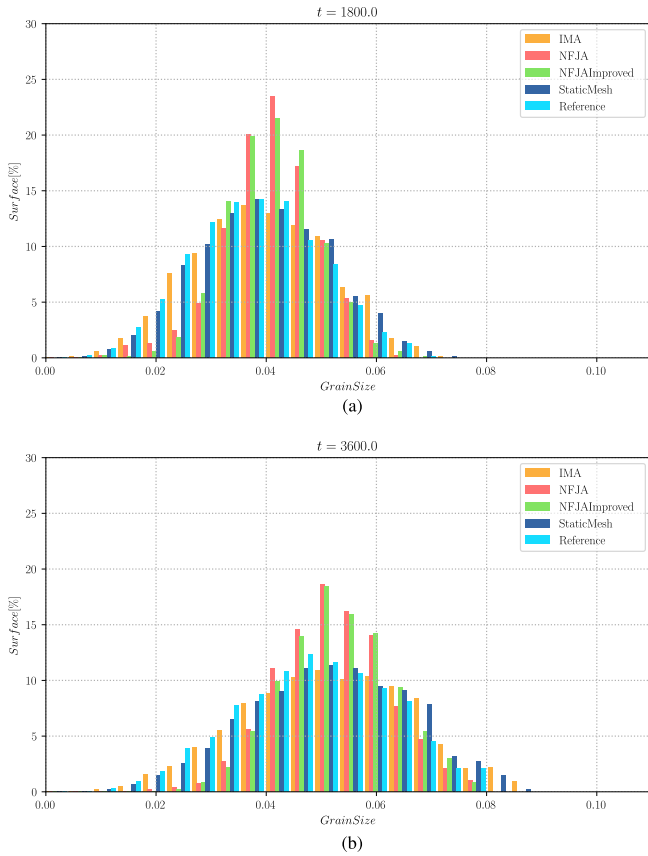 t = 1800.0
30
25
20
15
10
5
0
Surface[%]
IMA
NFJA
NFJAImproved
StaticMesh
Reference
0.00 0.02 0.04 0.06 0.08 0.10
GrainSize
(a)
t = 3600.0
30
25
20
15
10
5
0
Surface[%]
IMA
NFJA
NFJAImproved
StaticMesh
Reference
0.00 0.02 0.04 0.06 0.08 0.10
GrainSize
(b)